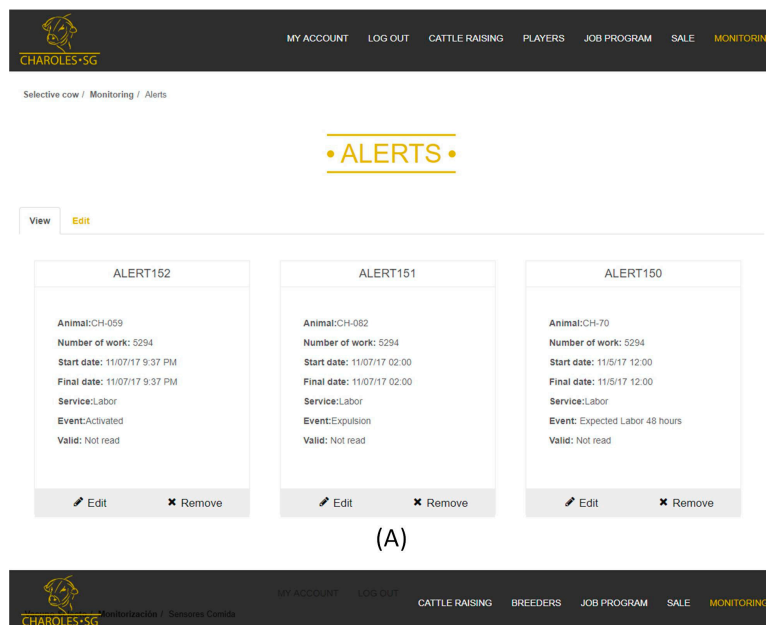 CHAROLES•SG
MY ACCOUNT LOG OUT CATTLE RAISING PLAYERS JOB PROGRAM SALE MONITORIN
Selective cow / Monitoring / Alerts
• ALERTS •
View Edit
ALERT152
Animal:CH-059
Number of work: 5294
Start date: 11/07/17 9:37 PM
Final date: 11/07/17 9:37 PM
Service:Labor
Event:Activated
Valid: Not read
Edit Remove
ALERT151
Animal:CH-082
Number of work: 5294
Start date: 11/07/17 02:00
Final date: 11/07/17 02:00
Service:Labor
Event:Expulsion
Valid: Not read
Edit Remove
ALERT150
Animal:CH-70
Number of work: 5294
Start date: 11/5/17 12:00
Final date: 11/5/17 12:00
Service:Labor
Event: Expected Labor 48 hours
Valid: Not read
Edit Remove
(A)
MY ACCOUNT LOG OUT CATTLE RAISING BREEDERS JOB PROGRAM SALE MONITORING
Monitorización / Sensores Comida
CHAROLES•SG